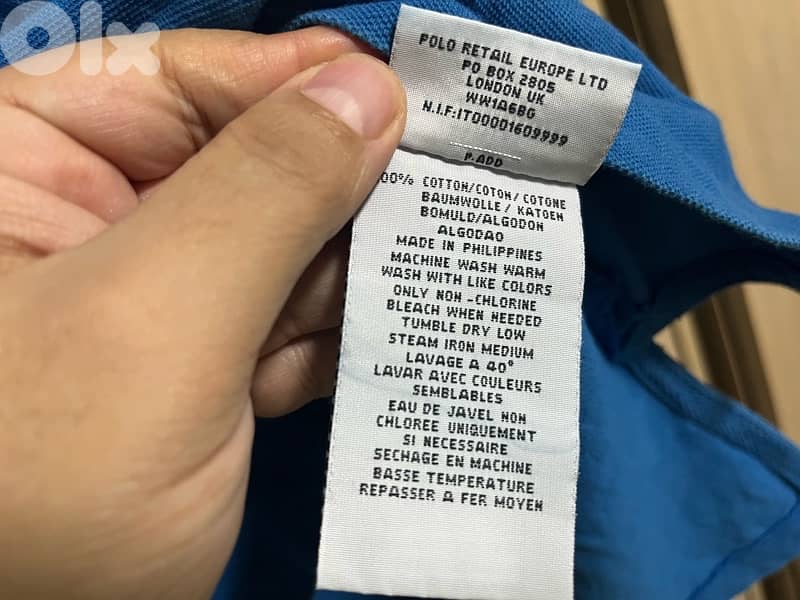 OLX
POLO RETAIL EUROPE LTD
PO BOX 2805
LONDON UK
WW1A6BG
N.I.F:IT00001609999
P.ADD
00% COTTON/COTON/COTONE
BAUMWOLLE/ KATOEN
BOMULD/ALGODON
ALGODAO
MADE IN PHILIPPINES
MACHINE WASH WARM
WASH WITH LIKE COLORS
ONLY NON -CHLORINE
BLEACH WHEN NEEDED
TUMBLE DRY LOW
STEAM IRON MEDIUM
LAVAGE A 40°
LAVAR AVEC COULEURS
SEMBLABLES
EAU DE JAVEL NON
CHLOREE UNIQUEMENT
SI NECESSAIRE
SECHAGE EN MACHINE
BASSE TEMPERATURE
REPASSER A FER MOYEN